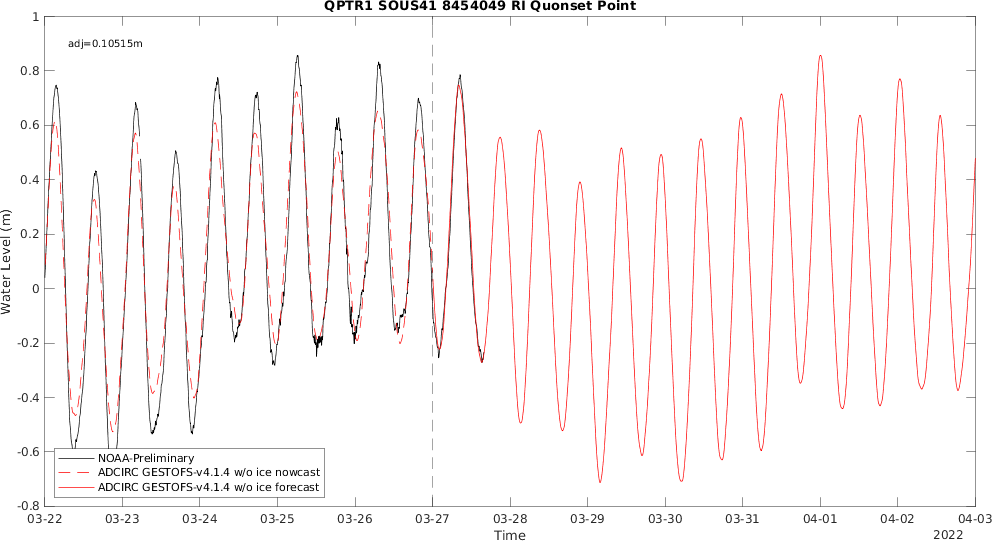 QPTR1 SOUS41 8454049 RI Quonset Point
adj=0.10515m
1
0.8
0.6
0.4
0.2
0
-0.2
-0.4
-0.6
-0.8
Water Level (m)
NOAA-Preliminary
ADCIRC GESTOFS-v4.1.4 w/o ice nowcast
ADCIRC GESTOFS-v4.1.4 w/o ice forecast
03-22 03-23 03-24 03-25 03-26 03-27 03-28 03-29 03-30 03-31 04-01 04-02 04-03
Time
2022